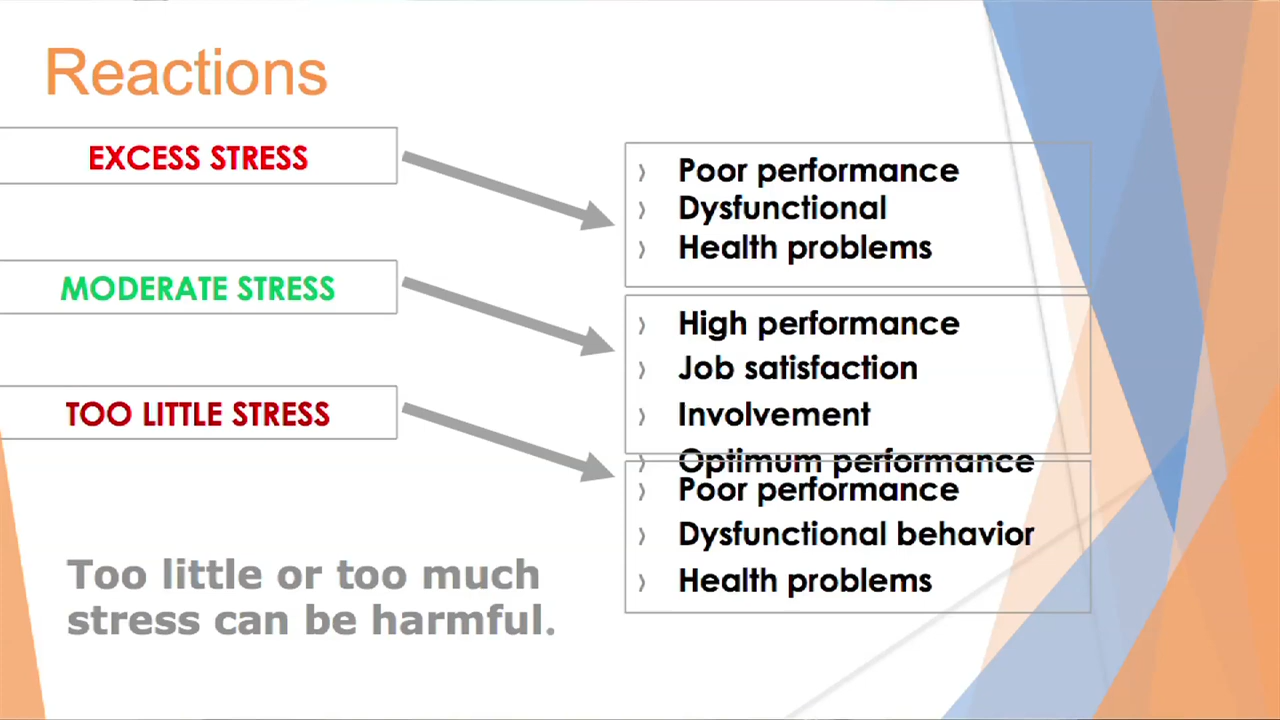 Reactions
EXCESS STRESS
Poor performance
Dysfunctional
Health problems
MODERATE STRESS
High performance
Job satisfaction
Involvement
Optimum performance
TOO LITTLE STRESS
Poor performance
Dysfunctional behavior
Health problems
Too little or too much
stress can be harmful.